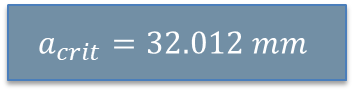 a_crit = 32.012 mm